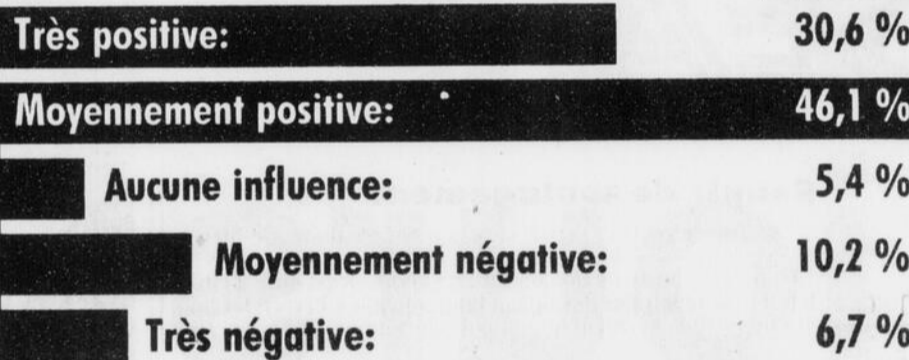 Très positive: 30,6 %
Moyennement positive: 46,1 %
Aucune influence: 5,4 %
Moyennement négative: 10,2 %
Très négative: 6,7 %